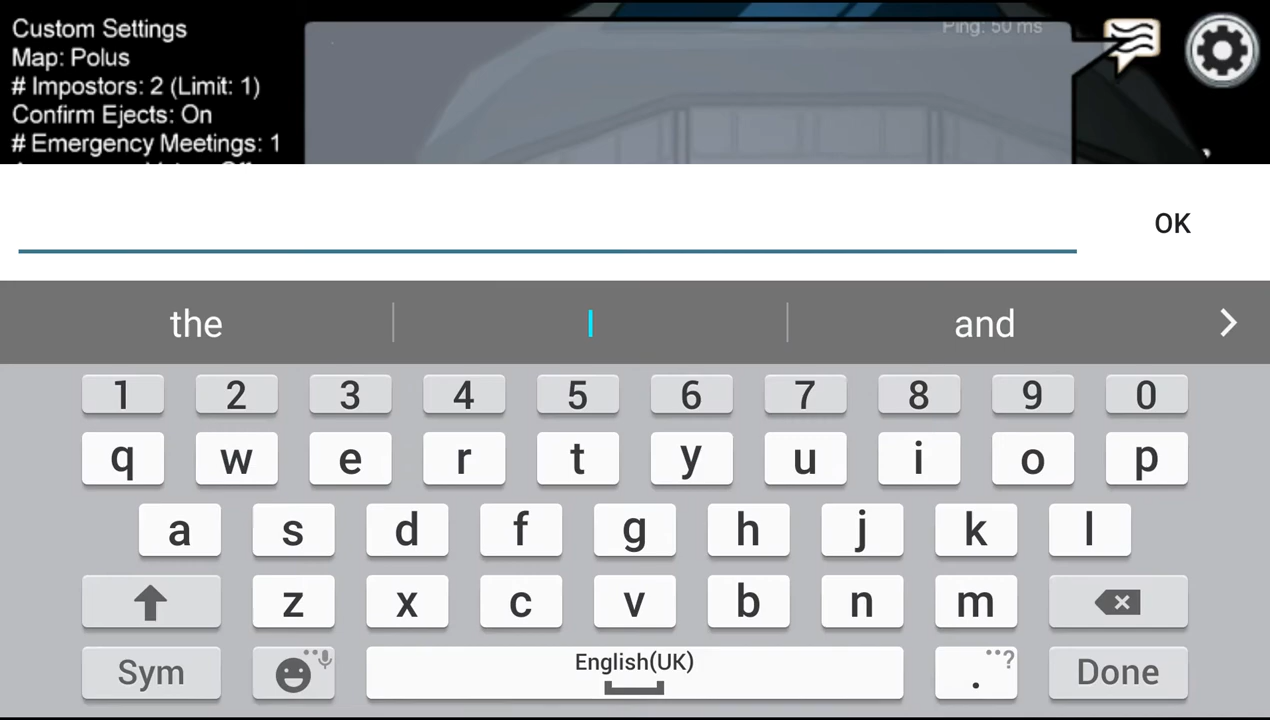 Custom Settings
Map: Polus
# Impostors: 2 (Limit: 1)
Confirm Ejects: On
# Emergency Meetings: 1
Ping: 50 ms
OK
the I and
1 2 3 4 5 6 7 8 9 0
q w e r t y u i o p
a s d f g h j k l
z x c v b n m
Sym English(UK) . ? Done